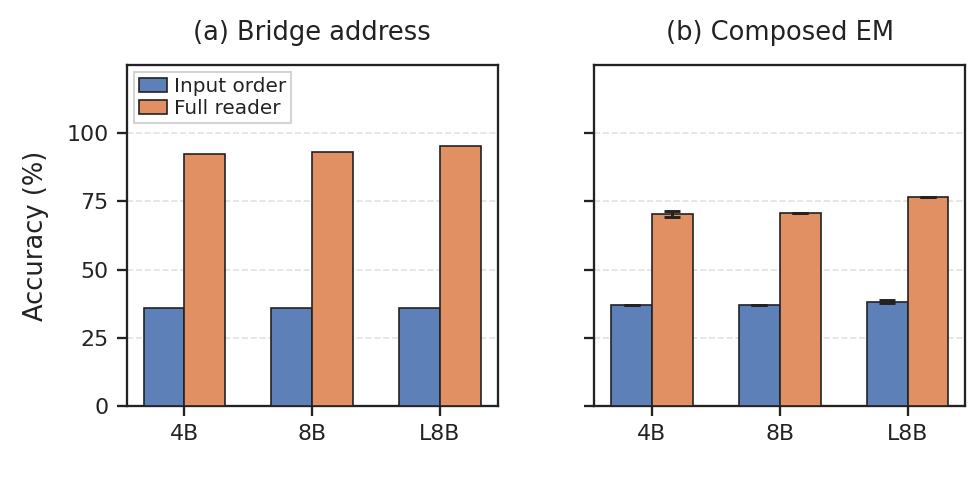 (a) Bridge address
(b) Composed EM
Input order
Full reader
Accuracy (%)
100
75
50
25
0
4B
8B
L8B
4B
8B
L8B